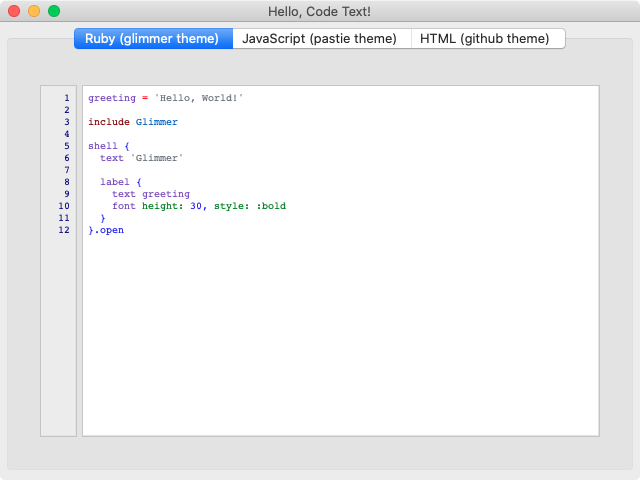 Hello, Code Text!
Ruby (glimmer theme) JavaScript (pastie theme) HTML (github theme)
1 greeting = 'Hello, World!'
2
3 include Glimmer
4
5 shell {
6   text 'Glimmer'
7
8   label {
9     text greeting
10     font height: 30, style: :bold
11   }
12 }.open